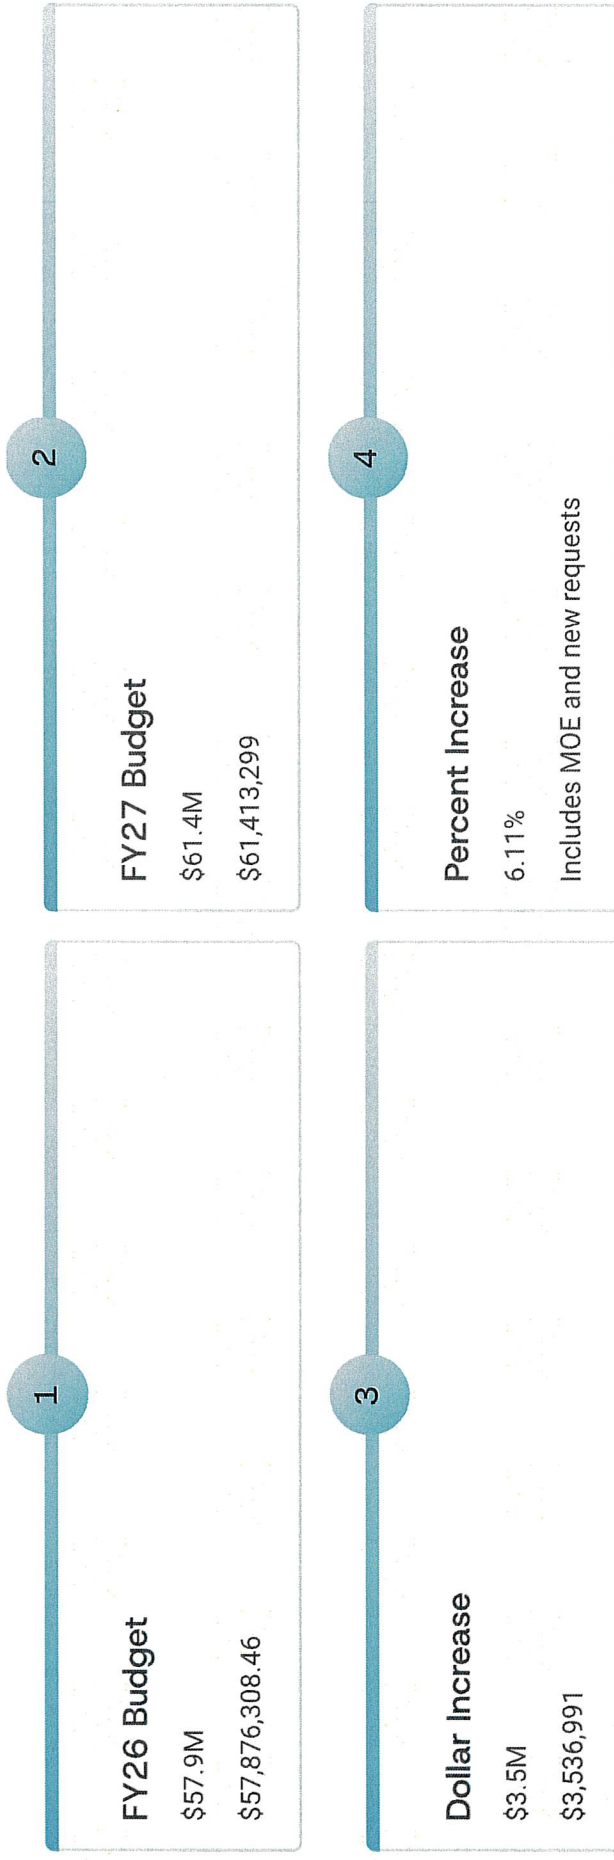 1
FY26 Budget
$57.9M
$57,876,308.46
2
FY27 Budget
$61.4M
$61,413,299
3
Dollar Increase
$3.5M
$3,536,991
4
Percent Increase
6.11%
Includes MOE and new requests